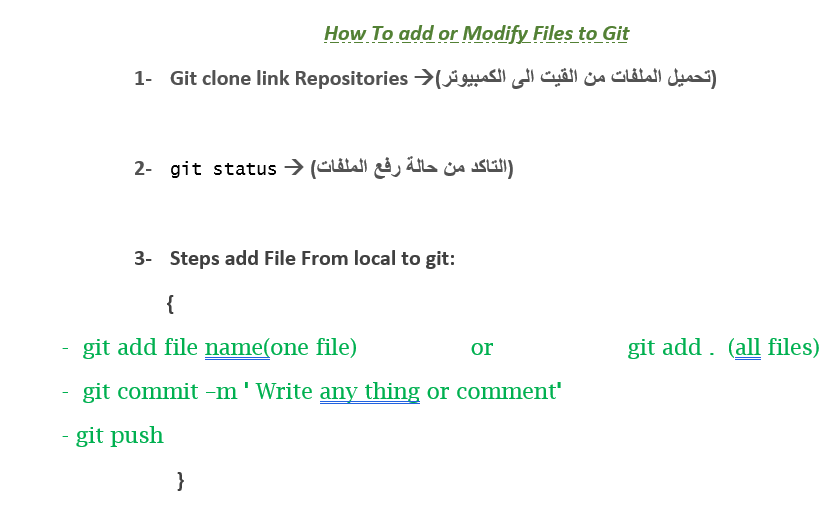 How To add or Modify Files to Git
1- Git clone link Repositories →(تحميل الملفات من القيت الى الكمبيوتر)
2- git status → (التاكد من حالة رفع الملفات)
3- Steps add File From local to git:
{
- git add file name(one file) or git add . (all files)
- git commit –m ' Write any thing or comment'
- git push
}